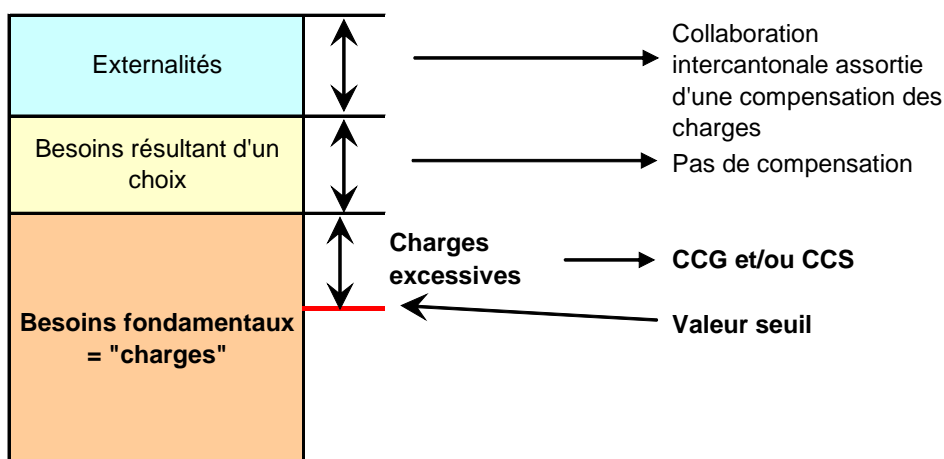 Externalités
Collaboration
intercantonale assortie
d'une compensation des
charges
Besoins résultant d'un
choix
Pas de compensation
Charges
excessives
CCG et/ou CCS
Besoins fondamentaux
= "charges"
Valeur seuil